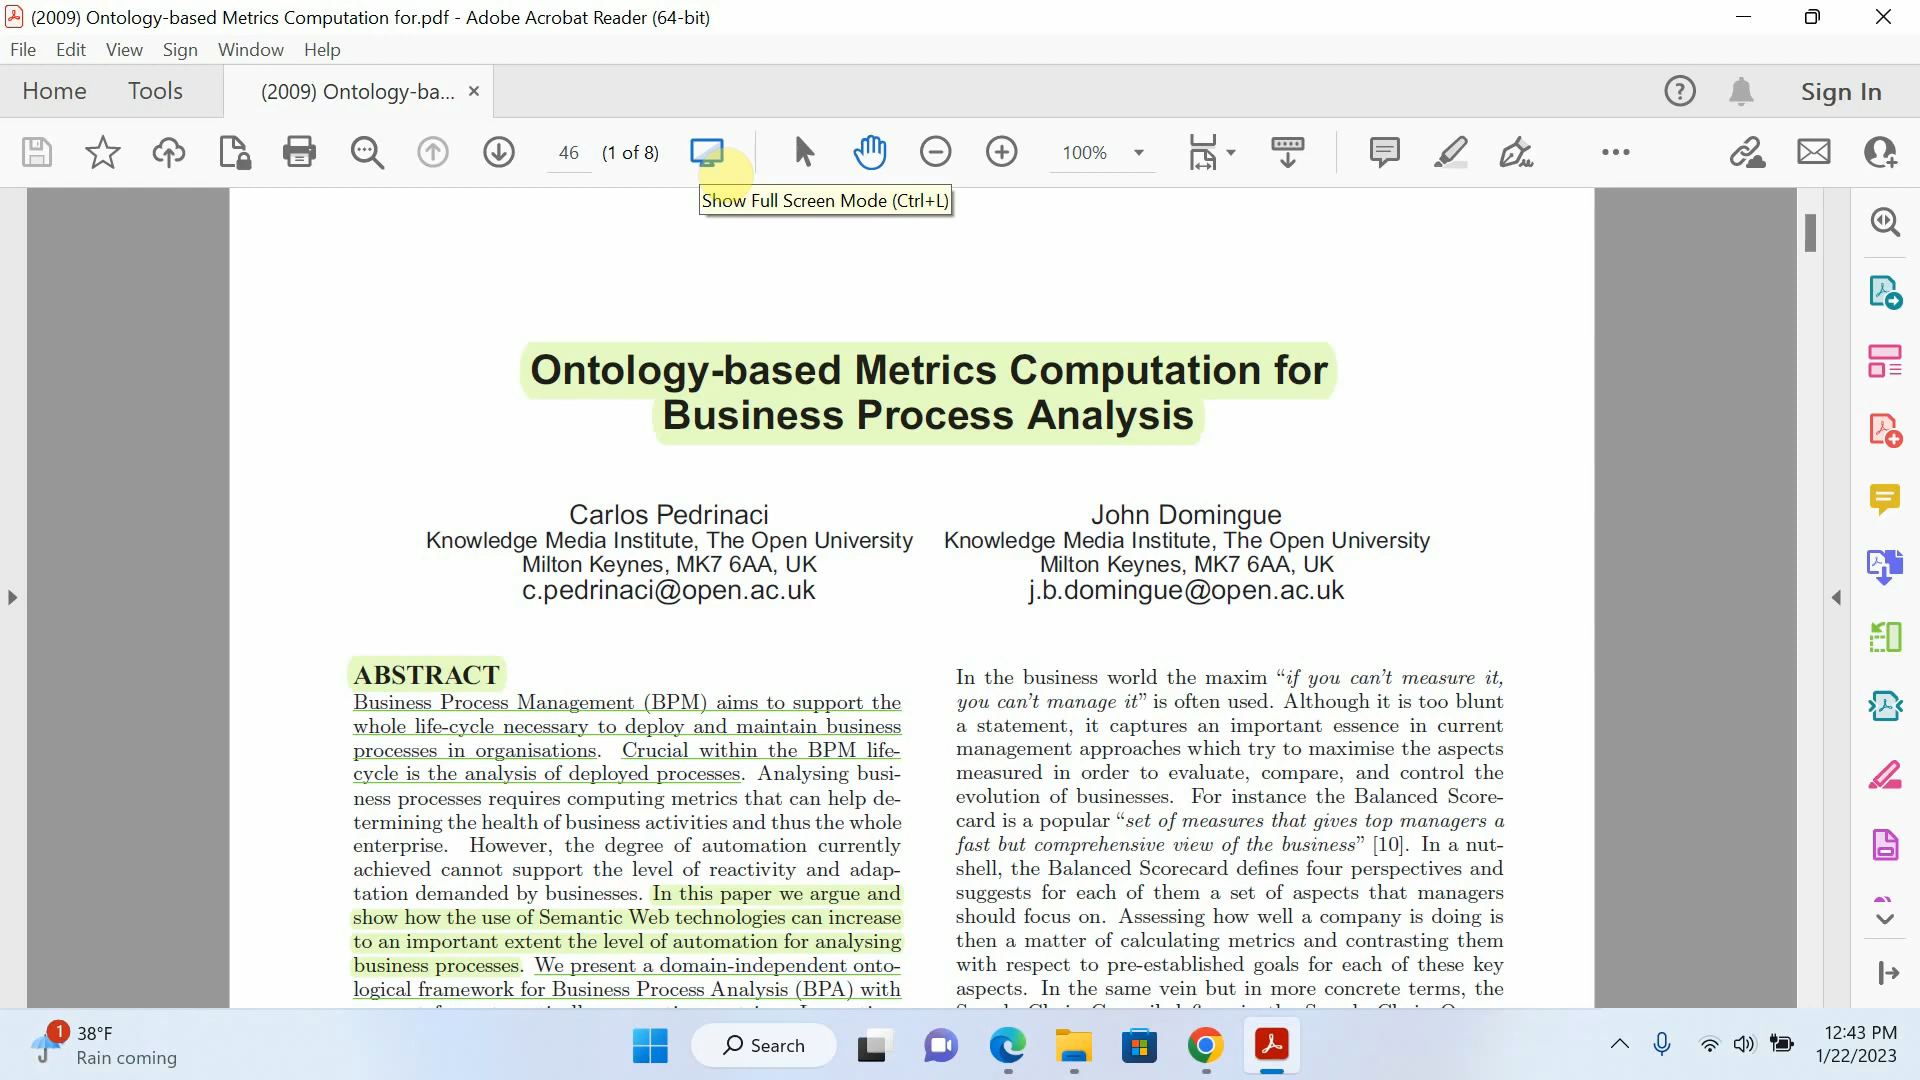 (2009) Ontology-based Metrics Computation for.pdf - Adobe Acrobat Reader (64-bit)
File Edit View Sign Window Help
Home Tools (2009) Ontology-ba... Sign In
46 (1 of 8) 100%
Show Full Screen Mode (Ctrl+L)
Ontology-based Metrics Computation for
Business Process Analysis
Carlos Pedrinaci
Knowledge Media Institute, The Open University
Milton Keynes, MK7 6AA, UK
c.pedrinaci@open.ac.uk
John Domingue
Knowledge Media Institute, The Open University
Milton Keynes, MK7 6AA, UK
j.b.domingue@open.ac.uk
ABSTRACT
Business Process Management (BPM) aims to support the
whole life-cycle necessary to deploy and maintain business
processes in organisations. Crucial within the BPM life-
cycle is the analysis of deployed processes. Analysing busi-
ness processes requires computing metrics that can help de-
termining the health of business activities and thus the whole
enterprise. However, the degree of automation currently
achieved cannot support the level of reactivity and adap-
tation demanded by businesses. In this paper we argue and
show how the use of Semantic Web technologies can increase
to an important extent the level of automation for analysing
business processes. We present a domain-independent onto-
logical framework for Business Process Analysis (BPA) with
In the business world the maxim “if you can’t measure it,
you can’t manage it” is often used. Although it is too blunt
a statement, it captures an important essence in current
management approaches which try to maximise the aspects
measured in order to evaluate, compare, and control the
evolution of businesses. For instance the Balanced Score-
card is a popular “set of measures that gives top managers a
fast but comprehensive view of the business” [10]. In a nut-
shell, the Balanced Scorecard defines four perspectives and
suggests for each of them a set of aspects that managers
should focus on. Assessing how well a company is doing is
then a matter of calculating metrics and contrasting them
with respect to pre-established goals for each of these key
aspects. In the same vein but in more concrete terms, the
1
38°F
Rain coming
Search
12:43 PM
1/22/2023